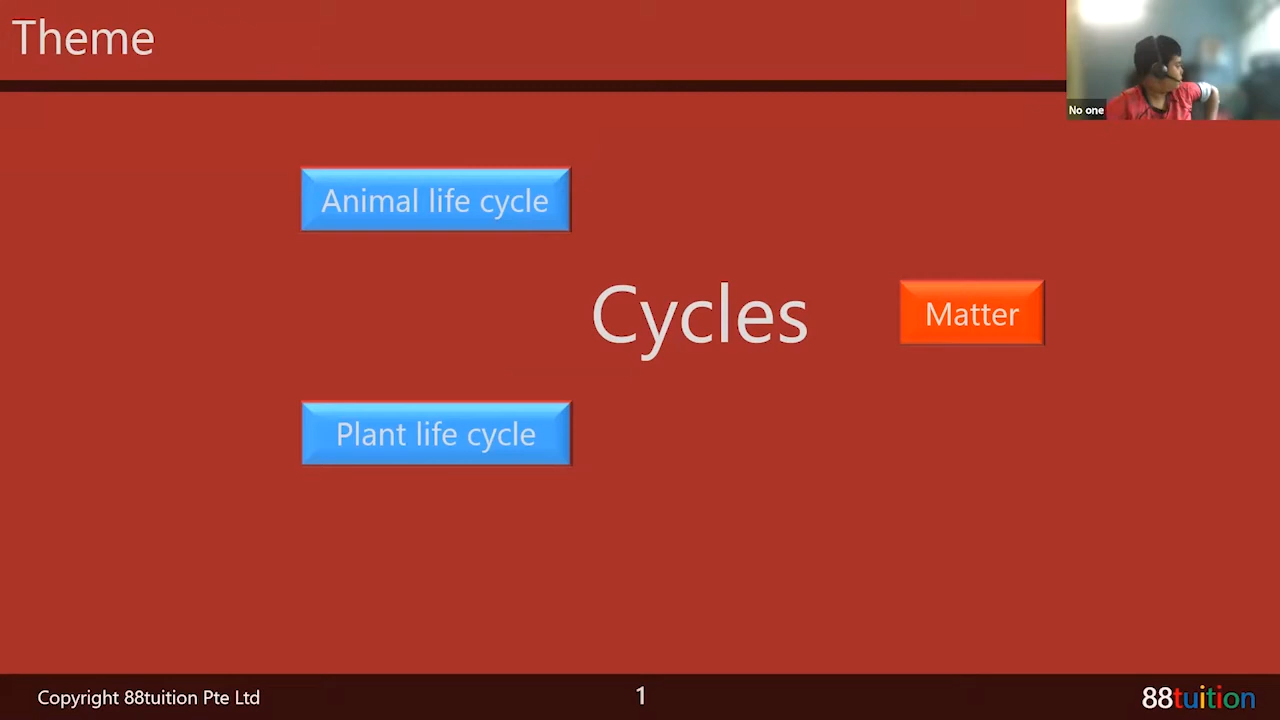 Theme
No one
Animal life cycle
Cycles
Matter
Plant life cycle
Copyright 88tuition Pte Ltd
1
88tuition